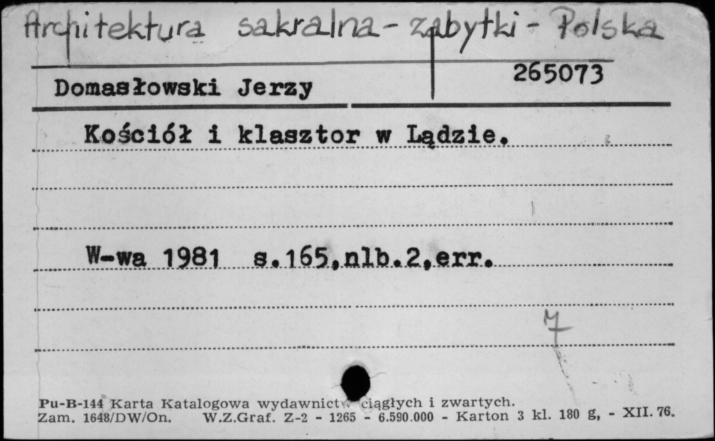 Architektura sakralna - zabytki - Polska
265073
Domasłowski Jerzy
Kościół i klasztor w Lądzie.
W-wa 1981 s.165,nlb.2,err.
7
Pu-B-144 Karta Katalogowa wydawnictw ciągłych i zwartych.
Zam. 1648/DW/On. W.Z.Graf. Z-2 - 1265 - 6.590.000 - Karton 3 kl. 180 g, - XII. 76.